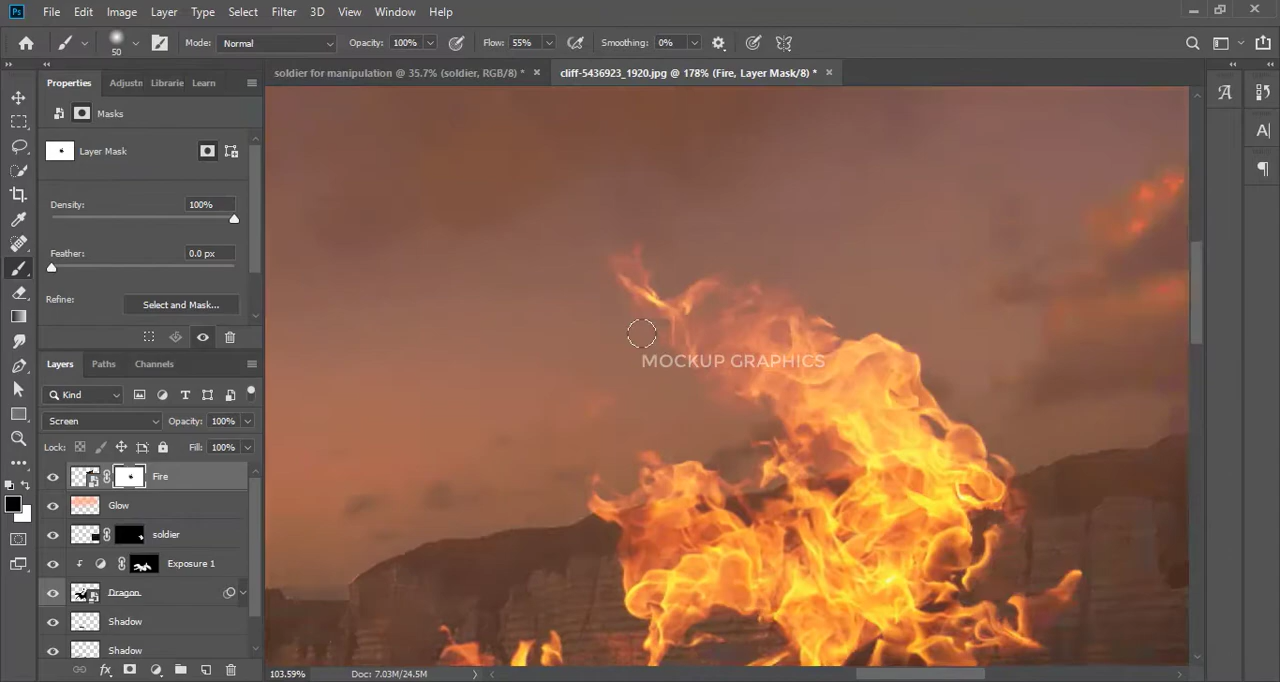 Ps File Edit Image Layer Type Select Filter 3D View Window Help
50 Mode: Normal Opacity: 100% Flow: 55% Smoothing: 0%
soldier for manipulation @ 35.7% (soldier, RGB/8) * × cliff-5436923_1920.jpg @ 178% (Fire, Layer Mask/8) * ×
Properties Adjustn Librarie Learn
Masks
Layer Mask
Density: 100%
Feather: 0.0 px
Refine: Select and Mask...
MOCKUP GRAPHICS
Layers Paths Channels
Kind
Screen Opacity: 100%
Lock: Fill: 100%
Fire
Glow
soldier
Exposure 1
Dragon
Shadow
Shadow
103.59% Doc: 7.03M/24.5M